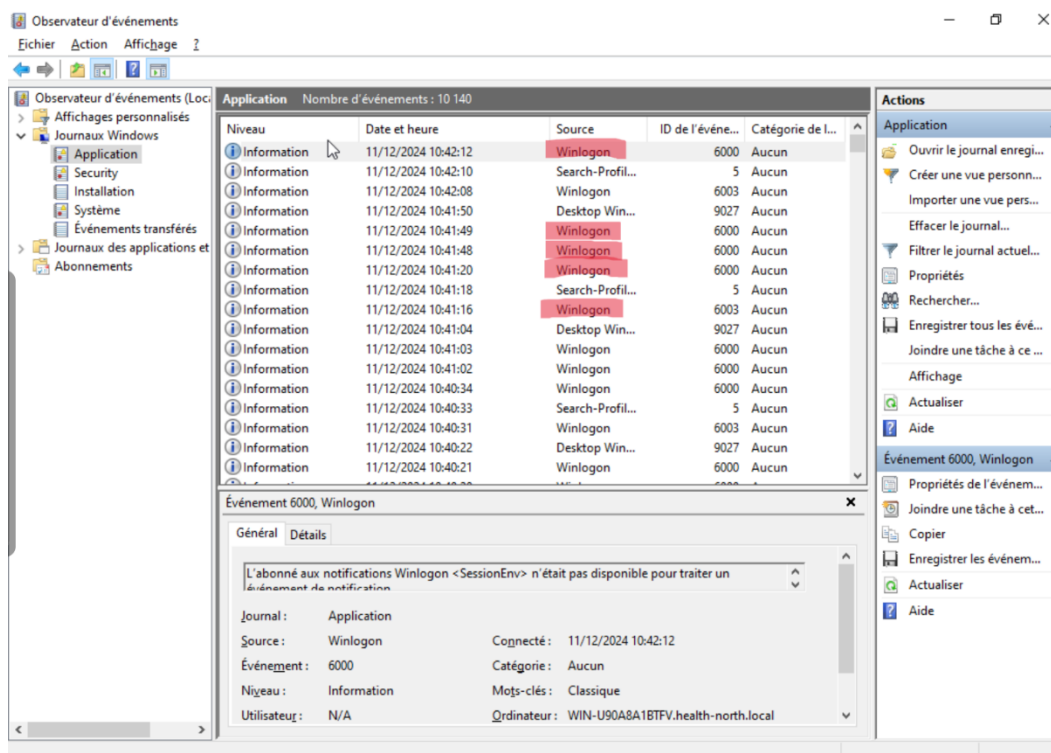 Observateur d'événements
Fichier Action Affichage ?
Observateur d'événements (Loca
Affichages personnalisés
Journaux Windows
Application
Security
Installation
Système
Événements transférés
Journaux des applications et
Abonnements
Application Nombre d'événements : 10 140
Niveau Date et heure Source ID de l'événe... Catégorie de l...
Information 11/12/2024 10:42:12 Winlogon 6000 Aucun
Information 11/12/2024 10:42:10 Search-Profil... 5 Aucun
Information 11/12/2024 10:42:08 Winlogon 6003 Aucun
Information 11/12/2024 10:41:50 Desktop Win... 9027 Aucun
Information 11/12/2024 10:41:49 Winlogon 6000 Aucun
Information 11/12/2024 10:41:48 Winlogon 6000 Aucun
Information 11/12/2024 10:41:20 Winlogon 6000 Aucun
Information 11/12/2024 10:41:18 Search-Profil... 5 Aucun
Information 11/12/2024 10:41:16 Winlogon 6003 Aucun
Information 11/12/2024 10:41:04 Desktop Win... 9027 Aucun
Information 11/12/2024 10:41:03 Winlogon 6000 Aucun
Information 11/12/2024 10:41:02 Winlogon 6000 Aucun
Information 11/12/2024 10:40:34 Winlogon 6000 Aucun
Information 11/12/2024 10:40:33 Search-Profil... 5 Aucun
Information 11/12/2024 10:40:31 Winlogon 6003 Aucun
Information 11/12/2024 10:40:22 Desktop Win... 9027 Aucun
Information 11/12/2024 10:40:21 Winlogon 6000 Aucun
Événement 6000, Winlogon
Général Détails
L'abonné aux notifications Winlogon <SessionEnv> n'était pas disponible pour traiter un
événement de notification
Journal : Application
Source : Winlogon Connecté : 11/12/2024 10:42:12
Événement : 6000 Catégorie : Aucun
Niveau : Information Mots-clés : Classique
Utilisateur : N/A Ordinateur : WIN-U90A8A1BTFV.health-north.local
Actions
Application
Ouvrir le journal enregi...
Créer une vue personn...
Importer une vue pers...
Effacer le journal...
Filtrer le journal actuel...
Propriétés
Rechercher...
Enregistrer tous les évé...
Joindre une tâche à ce ...
Affichage
Actualiser
Aide
Événement 6000, Winlogon
Propriétés de l'événem...
Joindre une tâche à cet...
Copier
Enregistrer les événem...
Actualiser
Aide